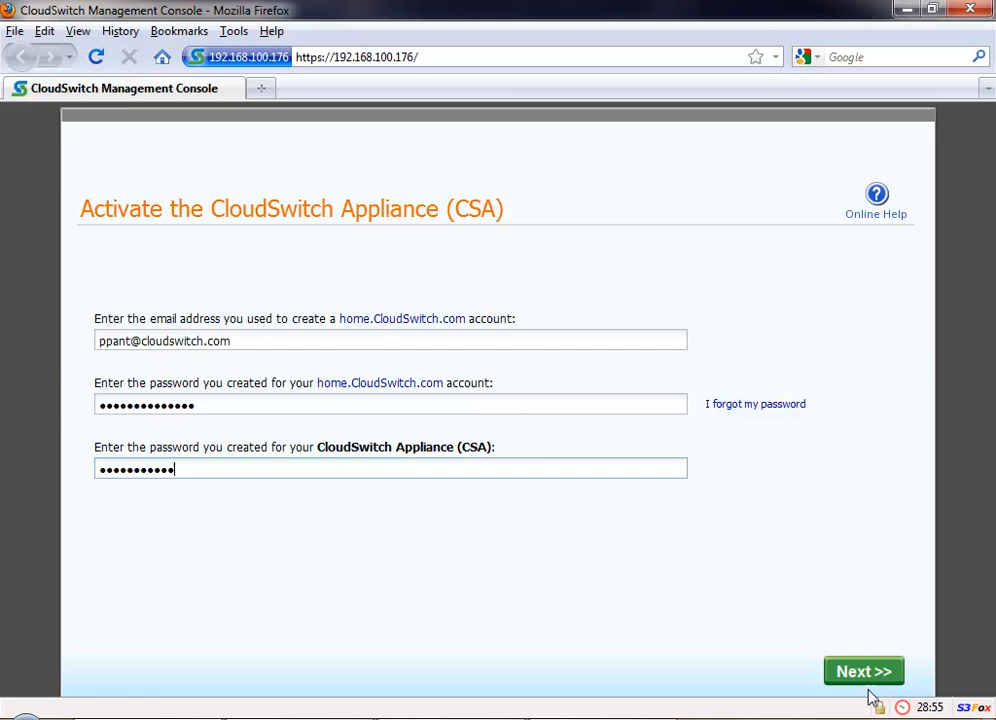 CloudSwitch Management Console - Mozilla Firefox
File Edit View History Bookmarks Tools Help
192.168.100.176 https://192.168.100.176/ Google
CloudSwitch Management Console
Activate the CloudSwitch Appliance (CSA)
Online Help
Enter the email address you used to create a home.CloudSwitch.com account:
ppant@cloudswitch.com
Enter the password you created for your home.CloudSwitch.com account:
I forgot my password
Enter the password you created for your CloudSwitch Appliance (CSA):
Next >>
28:55 S3Fox